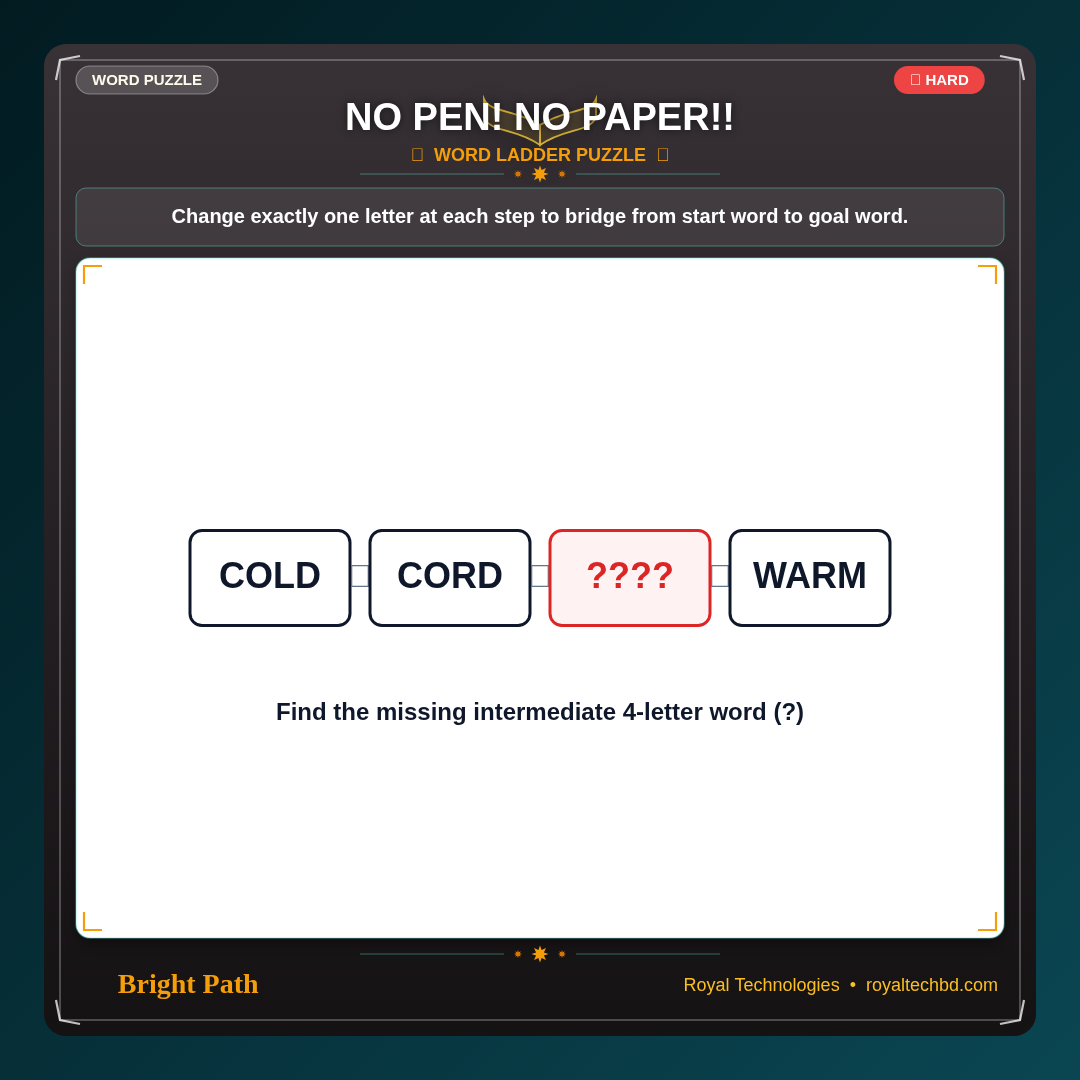 WORD PUZZLE
HARD
NO PEN! NO PAPER!!
WORD LADDER PUZZLE
Change exactly one letter at each step to bridge from start word to goal word.
COLD CORD ???? WARM
Find the missing intermediate 4-letter word (?)
Bright Path
Royal Technologies • royaltechbd.com